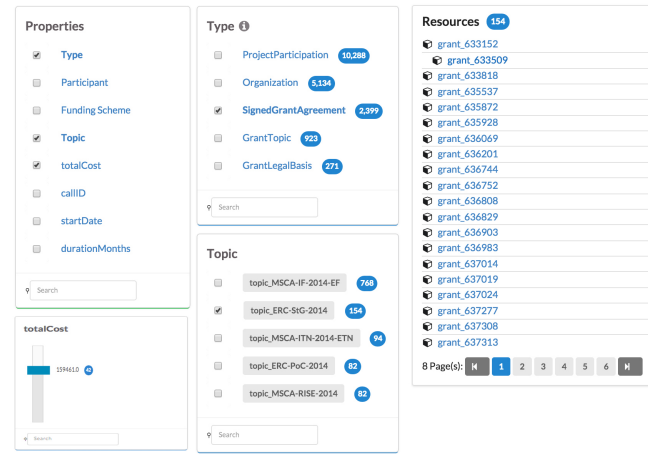 Properties
Type
Participant
Funding Scheme
Topic
totalCost
callID
startDate
durationMonths
Search
totalCost
159461.0 42
Search
Type
ProjectParticipation 10,288
Organization 5,134
SignedGrantAgreement 2,399
GrantTopic 923
GrantLegalBasis 271
Search
Topic
topic_MSCA-IF-2014-EF 768
topic_ERC-StG-2014 154
topic_MSCA-ITN-2014-ETN 94
topic_ERC-PoC-2014 82
topic_MSCA-RISE-2014 82
Search
Resources 154
grant_633152
grant_633509
grant_633818
grant_635537
grant_635872
grant_635928
grant_636069
grant_636201
grant_636744
grant_636752
grant_636808
grant_636829
grant_636903
grant_636983
grant_637014
grant_637019
grant_637024
grant_637277
grant_637308
grant_637313
8 Page(s): 1 2 3 4 5 6